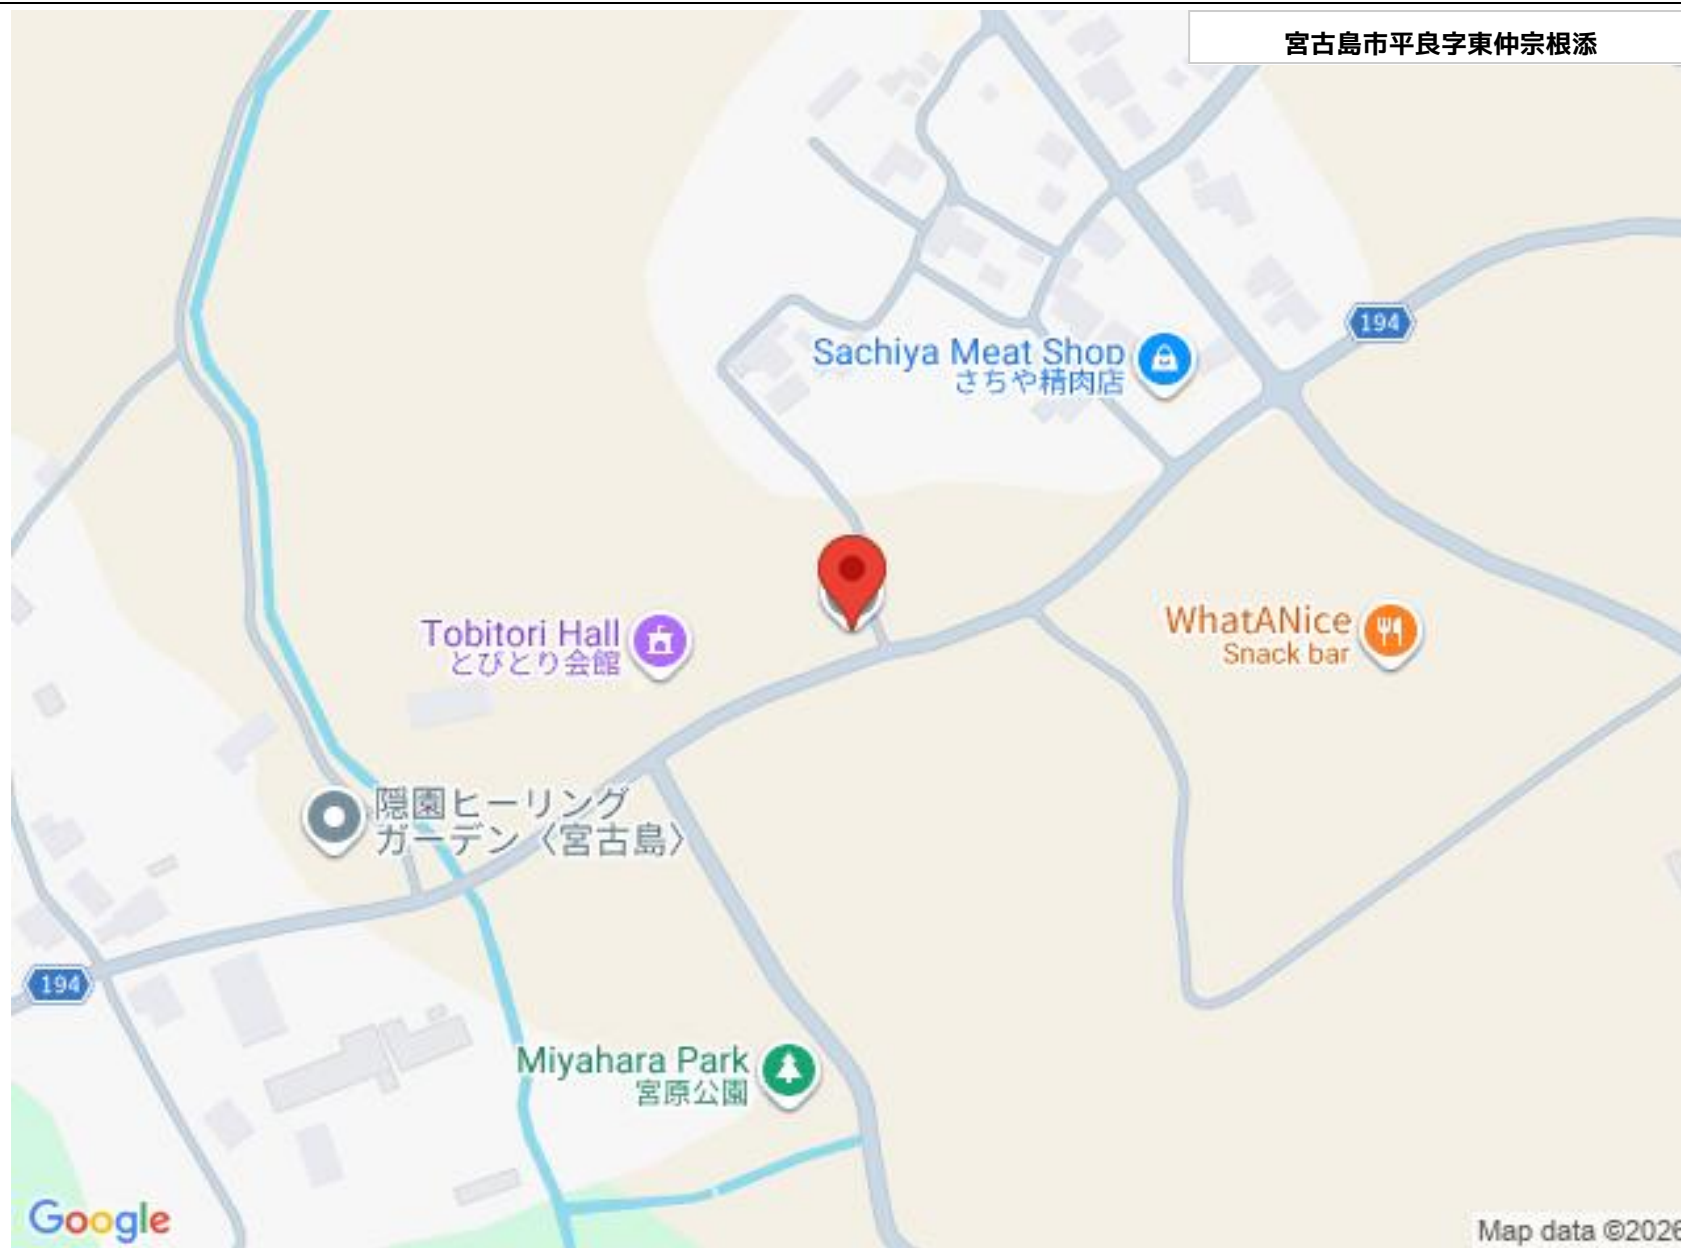 宮古島市平良字東仲宗根添
194
Sachiya Meat Shop
さちや精肉店
WhatANice
Snack bar
Tobitori Hall
とびとり会館
隠園ヒーリング
ガーデン〈宮古島〉
194
Miyahara Park
宮原公園
Google
Map data ©2026